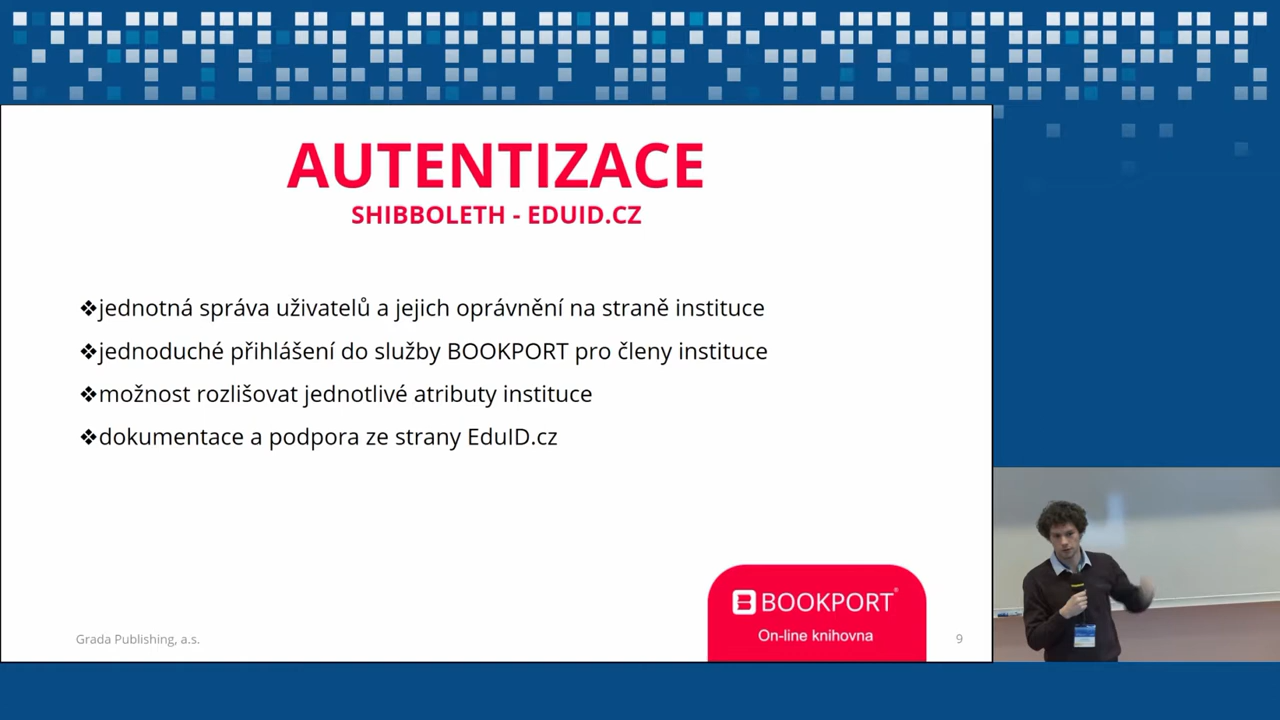 AUTENTIZACE
SHIBBOLETH - EDUID.CZ
❖jednotná správa uživatelů a jejich oprávnění na straně instituce
❖jednoduché přihlášení do služby BOOKPORT pro členy instituce
❖možnost rozlišovat jednotlivé atributy instituce
❖dokumentace a podpora ze strany EduID.cz
BOOKPORT®
On-line knihovna
Grada Publishing, a.s.
9